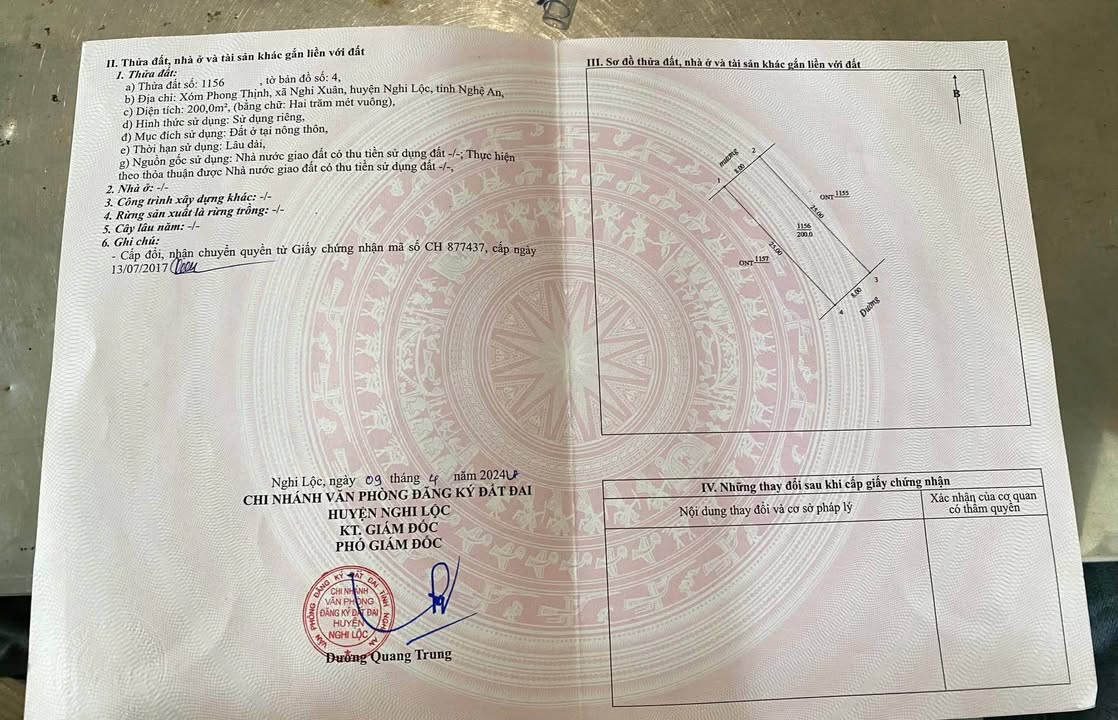 II. Thửa đất, nhà ở và tài sản khác gắn liền với đất
1. Thửa đất:
a) Thửa đất số: 1156 , tờ bản đồ số: 4,
b) Địa chỉ: Xóm Phong Thịnh, xã Nghi Xuân, huyện Nghi Lộc, tỉnh Nghệ An,
c) Diện tích: 200,0m², (bằng chữ: Hai trăm mét vuông),
d) Hình thức sử dụng: Sử dụng riêng,
đ) Mục đích sử dụng: Đất ở tại nông thôn,
e) Thời hạn sử dụng: Lâu dài,
g) Nguồn gốc sử dụng: Nhà nước giao đất có thu tiền sử dụng đất -/-; Thực hiện
theo thỏa thuận được Nhà nước giao đất có thu tiền sử dụng đất -/-,
2. Nhà ở: -/-
3. Công trình xây dựng khác: -/-
4. Rừng sản xuất là rừng trồng: -/-
5. Cây lâu năm: -/-
6. Ghi chú:
- Cấp đổi, nhận chuyển quyền từ Giấy chứng nhận mã số CH 877437, cấp ngày
13/07/2017
Nghi Lộc, ngày 09 tháng 4 năm 2024
CHI NHÁNH VĂN PHÒNG ĐĂNG KÝ ĐẤT ĐAI
HUYỆN NGHI LỘC
KT. GIÁM ĐỐC
PHÓ GIÁM ĐỐC
VĂN PHÒNG ĐĂNG KÝ ĐẤT ĐAI TỈNH NGHỆ AN
CHI NHÁNH
VĂN PHÒNG
ĐĂNG KÝ ĐẤT ĐAI
HUYỆN
NGHI LỘC
Dương Quang Trung
III. Sơ đồ thửa đất, nhà ở và tài sản khác gắn liền với đất
B
mương
1
8.00
2
ONT 1155
25.00
1156
200.0
25.00
ONT 1157
3
8.00
4
Đường
IV. Những thay đổi sau khi cấp giấy chứng nhận
Nội dung thay đổi và cơ sở pháp lý
Xác nhận của cơ quan
có thẩm quyền